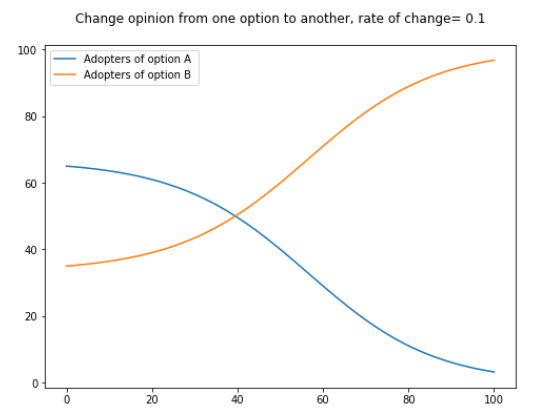 Change opinion from one option to another, rate of change= 0.1
Adopters of option A
Adopters of option B
100
80
60
40
20
0
0 20 40 60 80 100